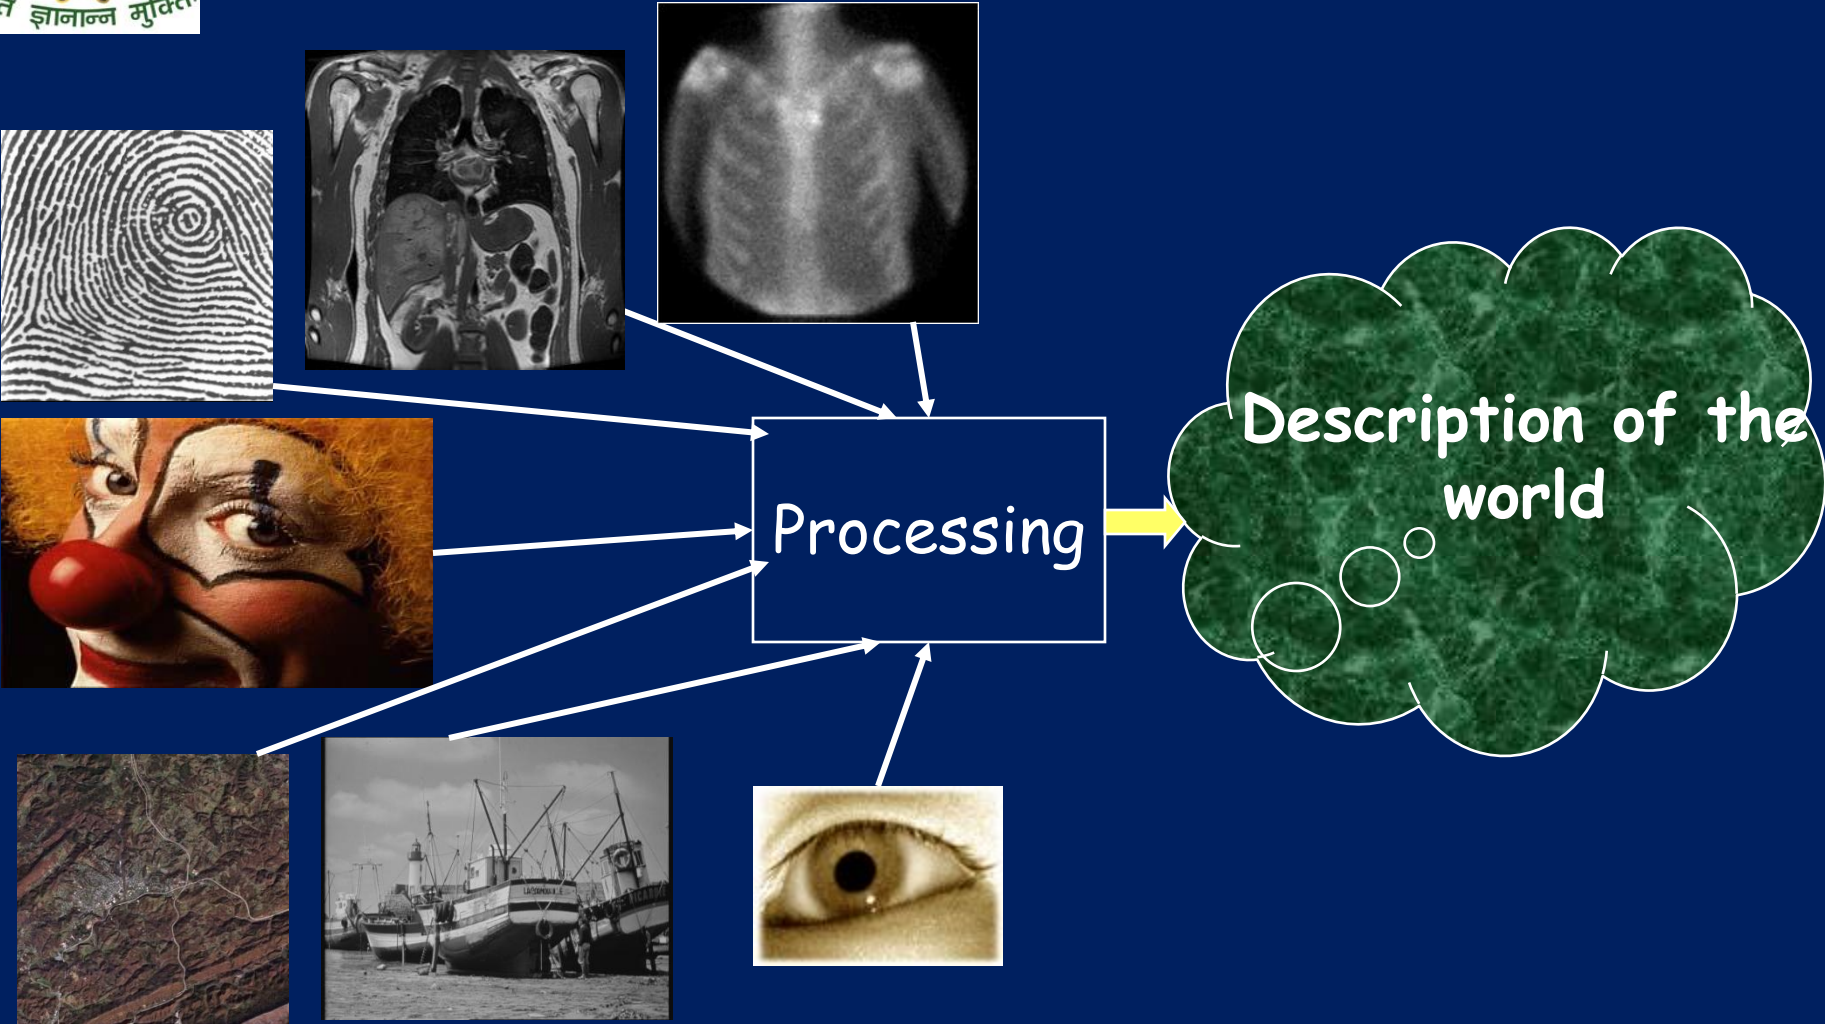 ज्ञानान्न मुक्तिः
Processing
Description of the
world